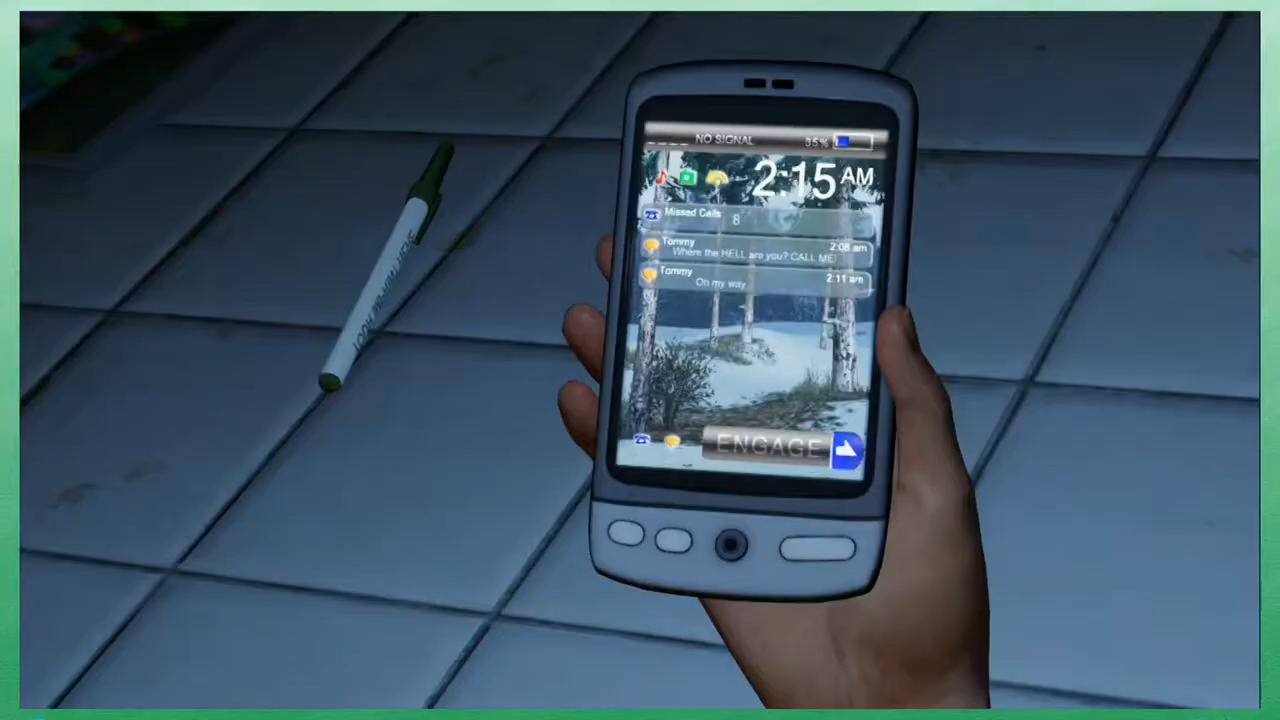 NO SIGNAL 35%
2:15 AM
Missed Calls 8
Tommy 2:08 am
Where the HELL are you? CALL ME!
Tommy 2:11 am
On my way
ENGAGE